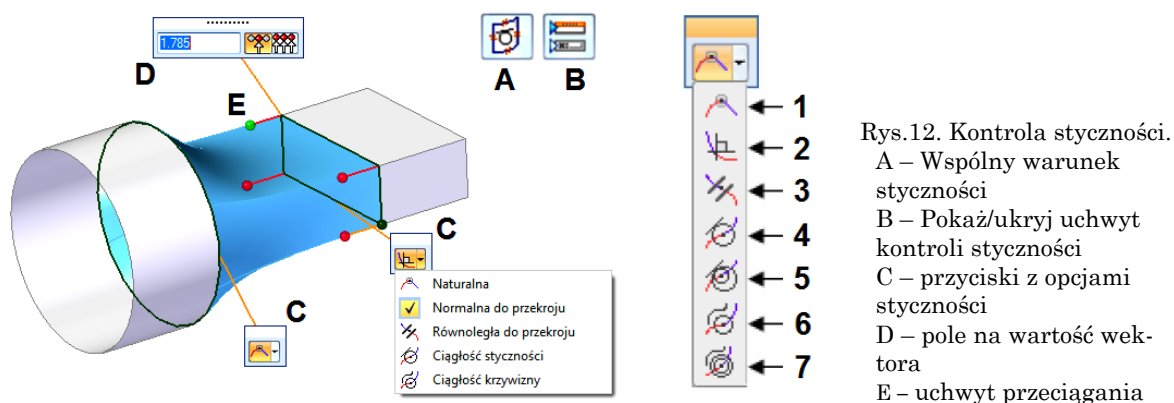 1.785
D
E
C
C
A
B
Naturalna
Normalna do przekroju
Równoległa do przekroju
Ciągłość styczności
Ciągłość krzywizny
1
2
3
4
5
6
7
Rys.12. Kontrola styczności.
A – Wspólny warunek
styczności
B – Pokaż/ukryj uchwyt
kontroli styczności
C – przyciski z opcjami
styczności
D – pole na wartość wek-
tora
E – uchwyt przeciągania